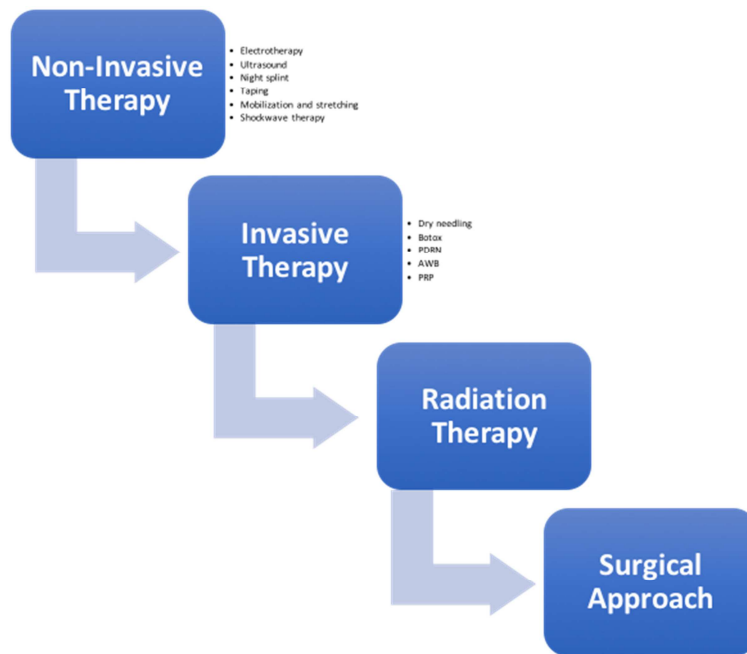 Non-Invasive
Therapy
• Electrotherapy
• Ultrasound
• Night splint
• Taping
• Mobilization and stretching
• Shockwave therapy
Invasive
Therapy
• Dry needling
• Botox
• PDRN
• AWB
• PRP
Radiation
Therapy
Surgical
Approach